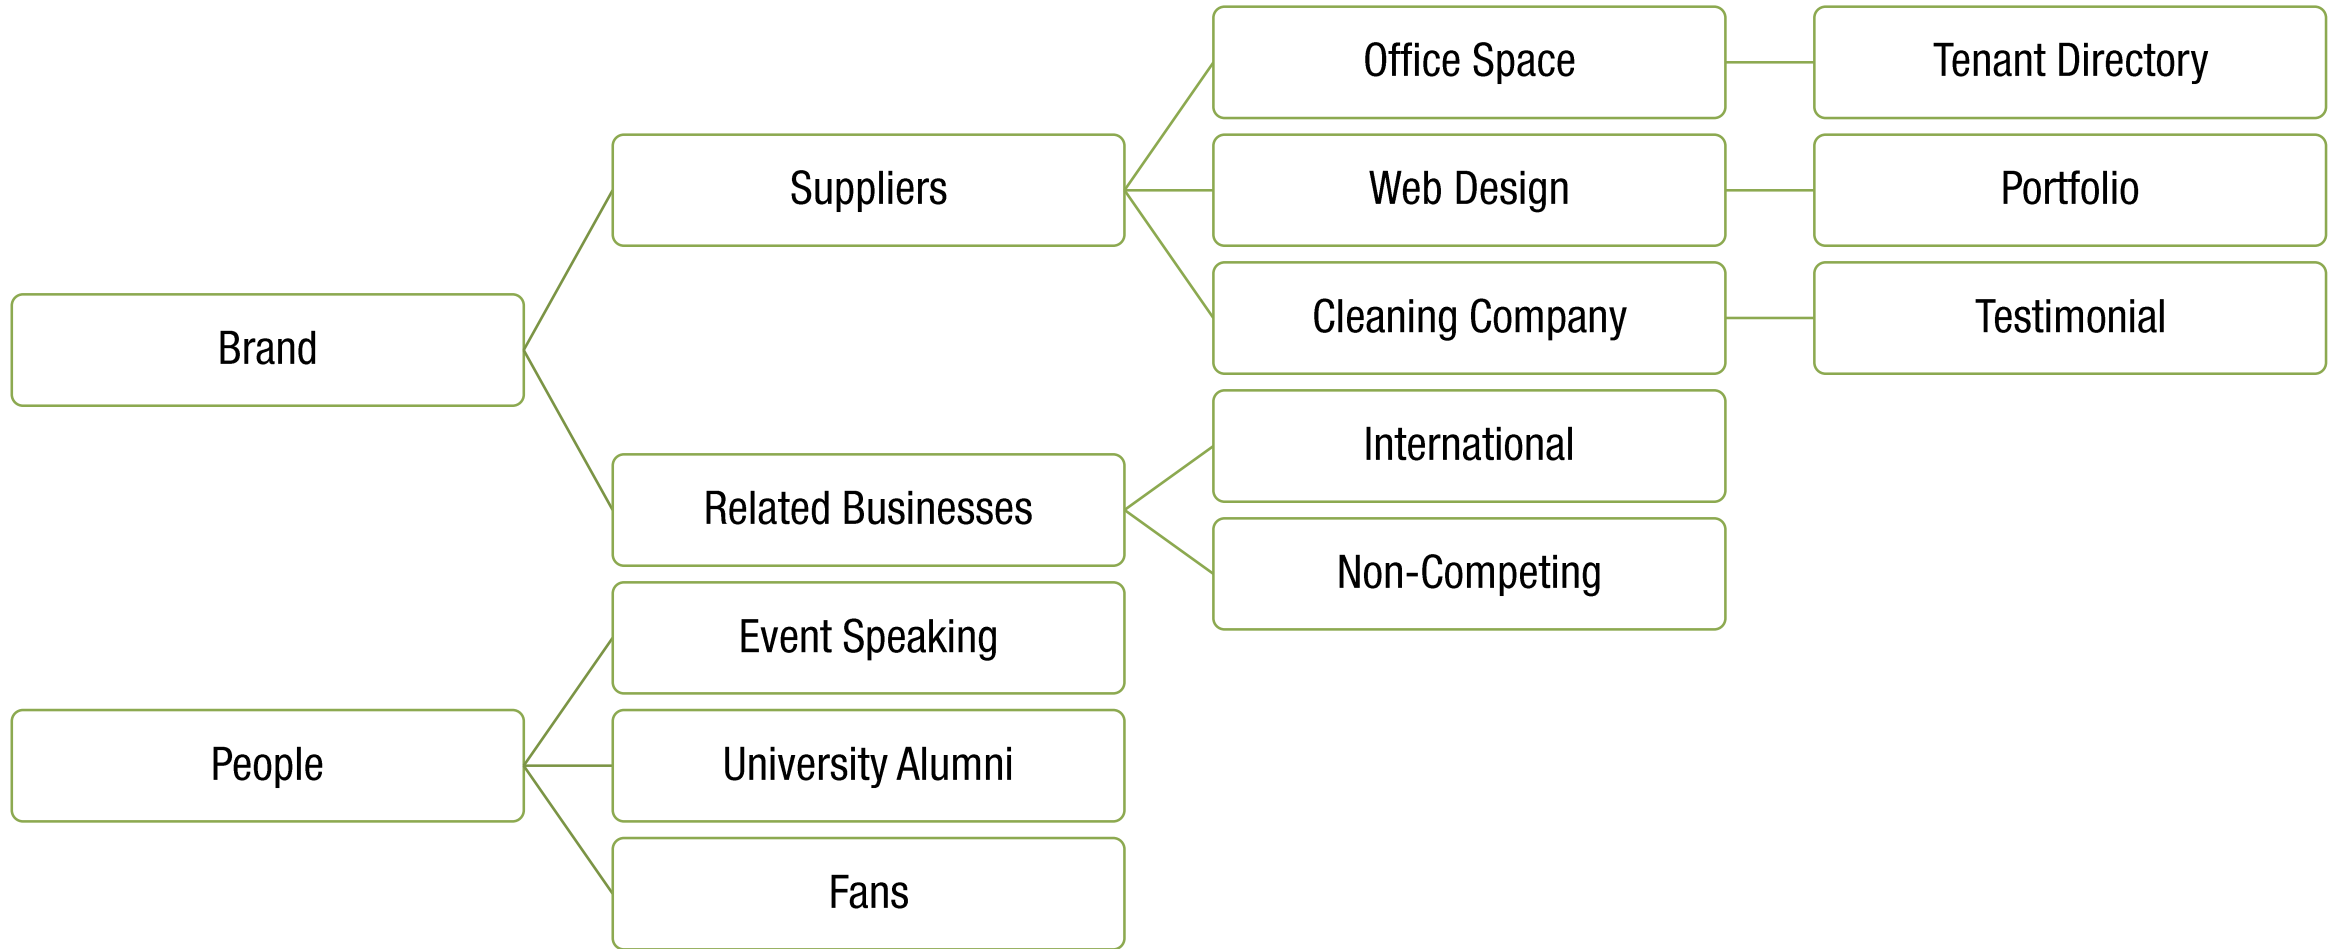 Brand
Suppliers
Office Space
Tenant Directory
Web Design
Portfolio
Cleaning Company
Testimonial
Related Businesses
International
Non-Competing
People
Event Speaking
University Alumni
Fans